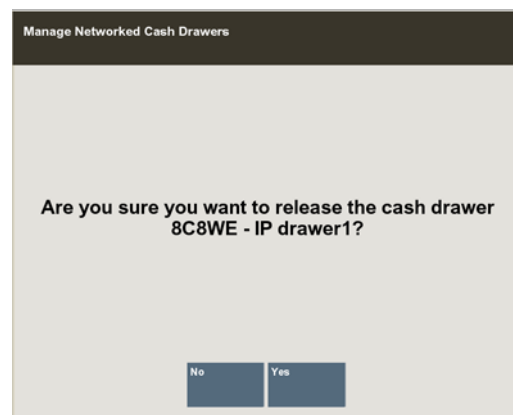 Manage Networked Cash Drawers
Are you sure you want to release the cash drawer
8C8WE - IP drawer1?
No
Yes